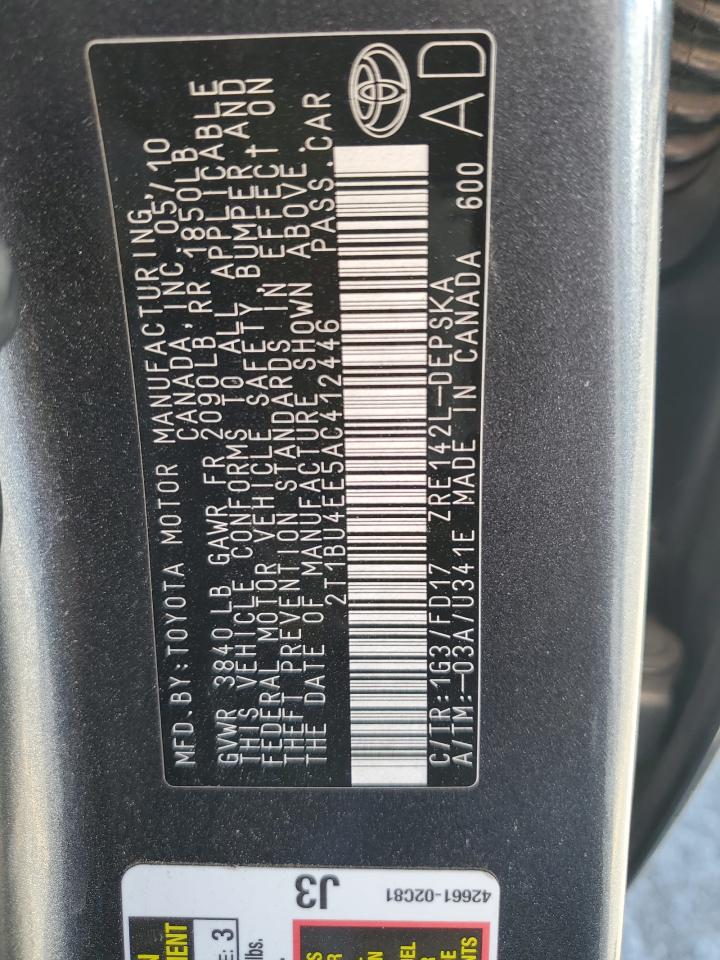 MFD.BY:TOYOTA MOTOR MANUFACTURING,
CANADA, INC. 05/10
GVWR 3840LB GAWR FR 2090LB RR 1850LB
THIS VEHICLE CONFORMS TO ALL APPLICABLE
FEDERAL MOTOR VEHICLE SAFETY, BUMPER, AND
THEFT PREVENTION STANDARDS IN EFFECT ON
THE DATE OF MANUFACTURE SHOWN ABOVE.
2T1BU4EE5AC412446 PASS.CAR
C/TR:1G3/FD17 ZRE142L-DEPSKA
A/TM:-03A/U341E MADE IN CANADA 600
AD
J3
42661-02C81
E: 3
lbs.